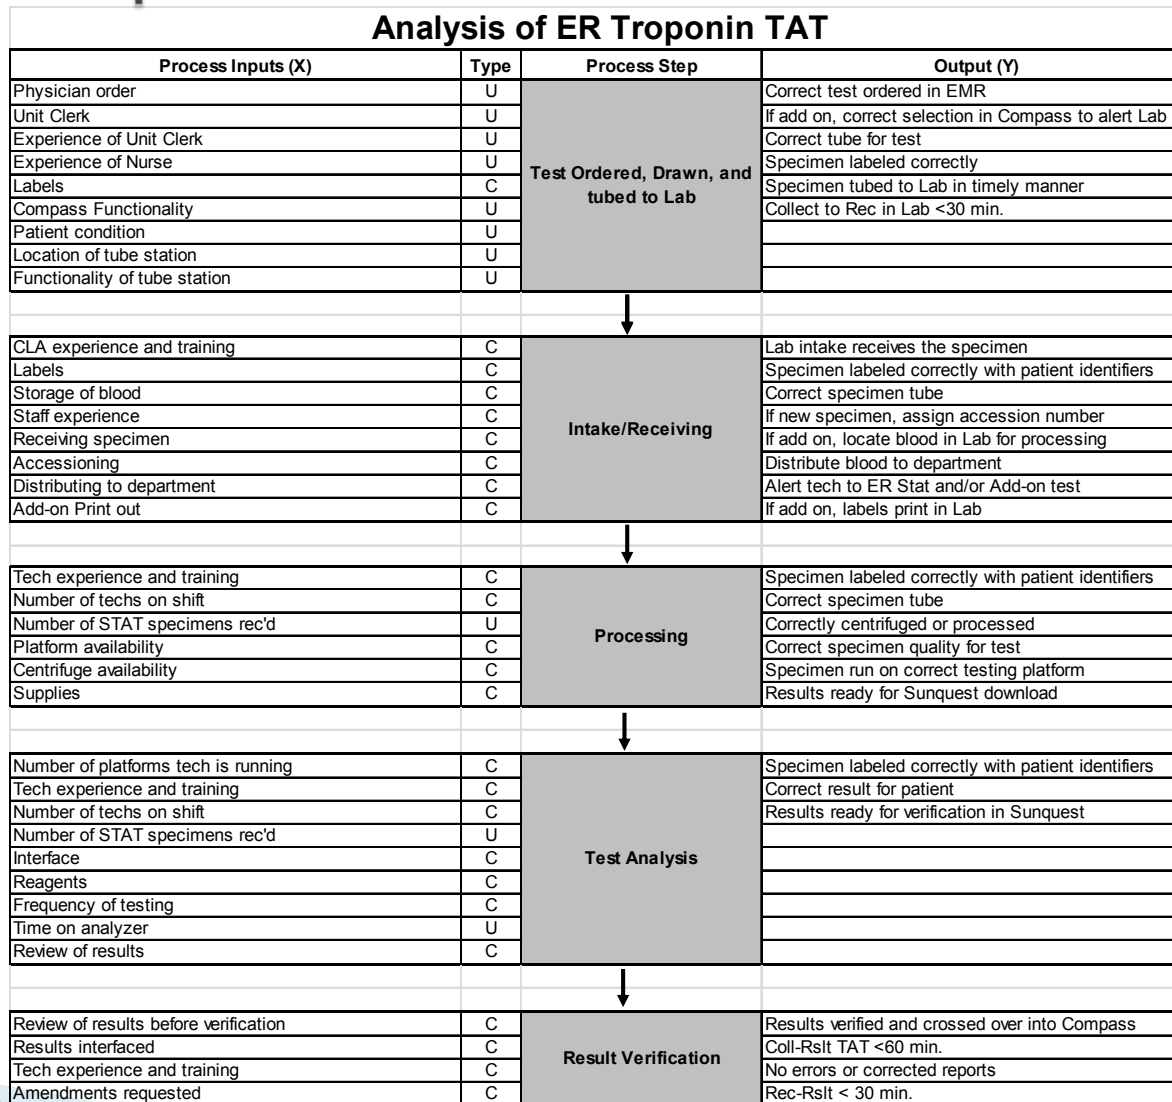 Analysis of ER Troponin TAT
Process Inputs (X) Type Process Step Output (Y)
Physician order U Correct test ordered in EMR
Unit Clerk U If add on, correct selection in Compass to alert Lab
Experience of Unit Clerk U Correct tube for test
Experience of Nurse U Specimen labeled correctly
Test Ordered, Drawn, and
Labels C Specimen tubed to Lab in timely manner
tubed to Lab
Compass Functionality U Collect to Rec in Lab <30 min.
Patient condition U
Location of tube station U
Functionality of tube station U
CLA experience and training C Lab intake receives the specimen
Labels C Specimen labeled correctly with patient identifiers
Storage of blood C Correct specimen tube
Staff experience C If new specimen, assign accession number
Intake/Receiving
Receiving specimen C If add on, locate blood in Lab for processing
Accessioning C Distribute blood to department
Distributing to department C Alert tech to ER Stat and/or Add-on test
Add-on Print out C If add on, labels print in Lab
Tech experience and training C Specimen labeled correctly with patient identifiers
Number of techs on shift C Correct specimen tube
Number of STAT specimens rec'd U Correctly centrifuged or processed
Processing
Platform availability C Correct specimen quality for test
Centrifuge availability C Specimen run on correct testing platform
Supplies C Results ready for Sunquest download
Number of platforms tech is running C Specimen labeled correctly with patient identifiers
Tech experience and training C Correct result for patient
Number of techs on shift C Results ready for verification in Sunquest
Number of STAT specimens rec'd U
Interface C Test Analysis
Reagents C
Frequency of testing C
Time on analyzer U
Review of results C
Review of results before verification C Results verified and crossed over into Compass
Results interfaced C Coll-Rslt TAT <60 min.
Result Verification
Tech experience and training C No errors or corrected reports
Amendments requested C Rec-Rslt < 30 min.